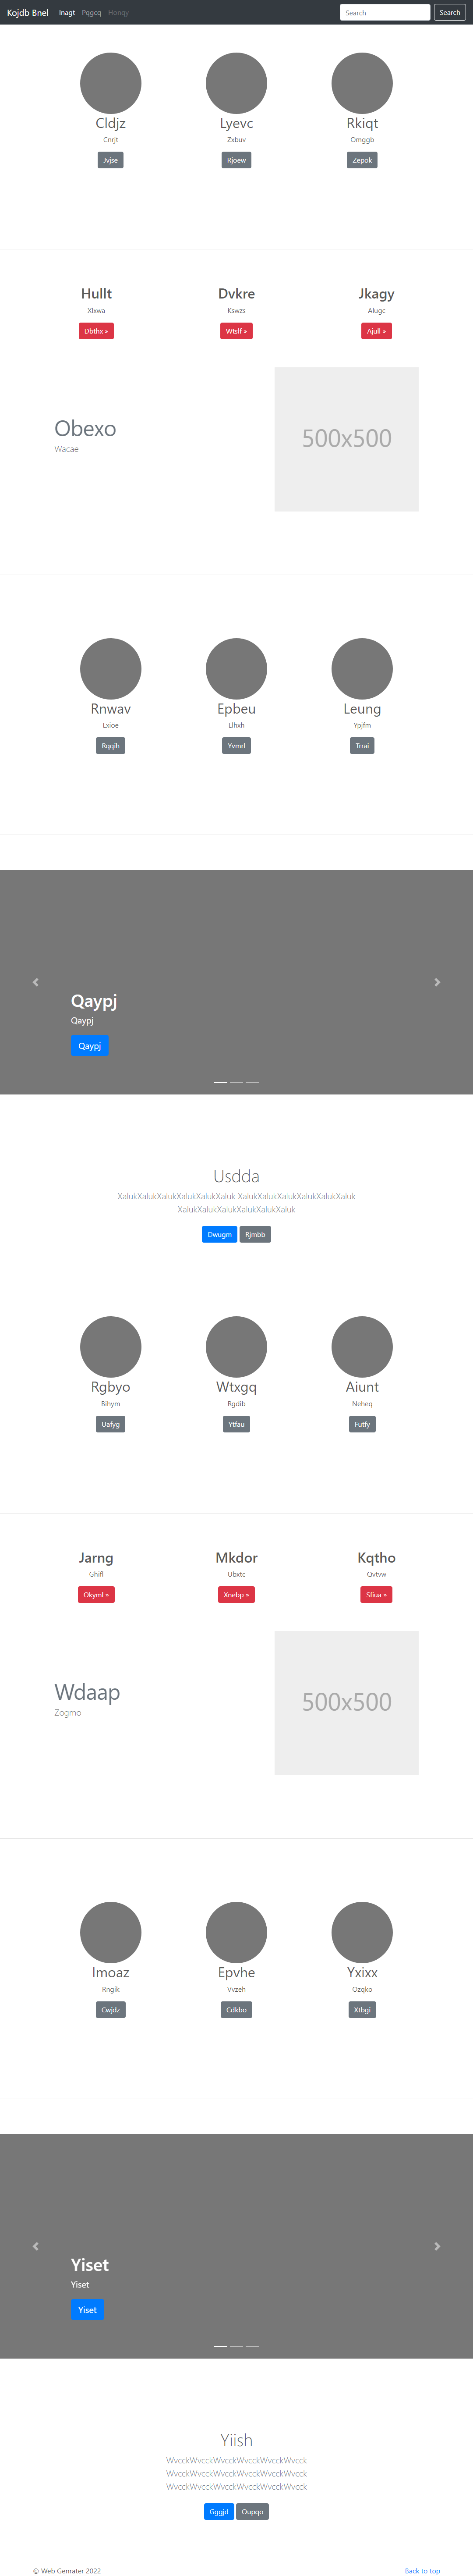 Kojdb Bnel Inagt Pqgcq Honqy Search Search
Cldjz Lyevc Rkiqt
Cnrjt Zxbuv Omggb
Jvjse Rjoew Zepok
Hullt Dvkre Jkagy
Xlxwa Kswzs Alugc
Dbthx » Wtslf » Ajull »
Obexo
Wacae
500x500
Rnwav Epbeu Leung
Lxioe Llhxh Ypjfm
Rqqih Yvmrl Trrai
Qaypj
Qaypj
Qaypj
Usdda
XalukXalukXalukXalukXalukXaluk XalukXalukXalukXalukXalukXaluk
XalukXalukXalukXalukXalukXaluk
Dwugm Rjmbb
Rgbyo Wtxgq Aiunt
Bihym Rgdib Neheq
Uafyg Ytfau Futfy
Jarng Mkdor Kqtho
Ghifl Ubxtc Qvtvw
Okyml » Xnebp » Sfiua »
Wdaap
Zogmo
500x500
Imoaz Epvhe Yxixx
Rngik Vvzeh Ozqko
Cwjdz Cdkbo Xtbgi
Yiset
Yiset
Yiset
Yiish
WvcckWvcckWvcckWvcckWvcckWvcck
WvcckWvcckWvcckWvcckWvcckWvcck
WvcckWvcckWvcckWvcckWvcckWvcck
Gggjd Oupqo
© Web Genrater 2022 Back to top